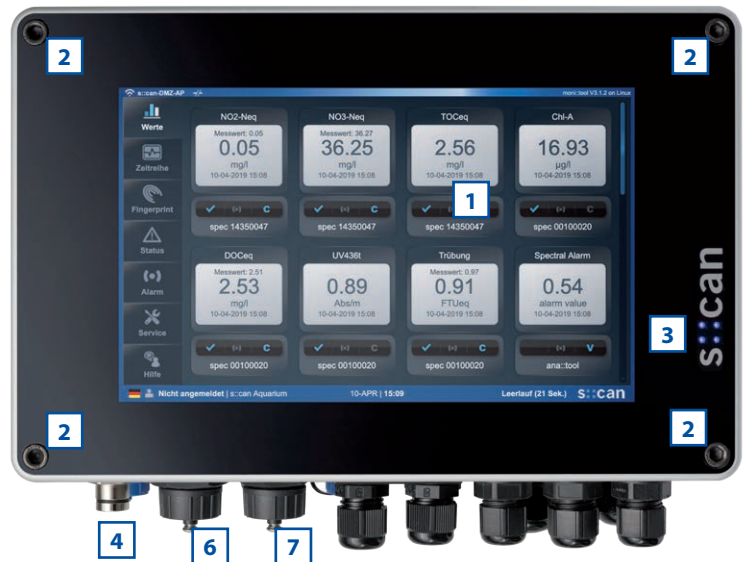 2
2
s::can-DMZ-AP
moni::tool V3.1.2 on Linux
Werte
Zeitreihe
Fingerprint
Status
Alarm
Service
Hilfe
NO2-Neq
Messwert: 0.05
0.05
mg/l
10-04-2019 15:08
C
spec 14350047
NO3-Neq
Messwert: 36.27
36.25
mg/l
10-04-2019 15:08
C
spec 14350047
TOCeq
2.56
mg/l
10-04-2019 15:08
1
C
spec 14350047
Chl-A
16.93
µg/l
10-04-2019 15:08
C
spec 00100020
DOCeq
Messwert: 2.51
2.53
mg/l
10-04-2019 15:08
C
spec 00100020
UV436t
0.89
Abs/m
10-04-2019 15:08
C
spec 00100020
Trübung
Messwert: 0.97
0.91
FTUeq
10-04-2019 15:08
C
spec 00100020
Spectral Alarm
0.54
alarm value
10-04-2019 15:08
V
ana::tool
Nicht angemeldet | s::can Aquarium
10-APR | 15:09
Leerlauf (21 Sek.)
s::can
s::can
3
2
2
4
6
7